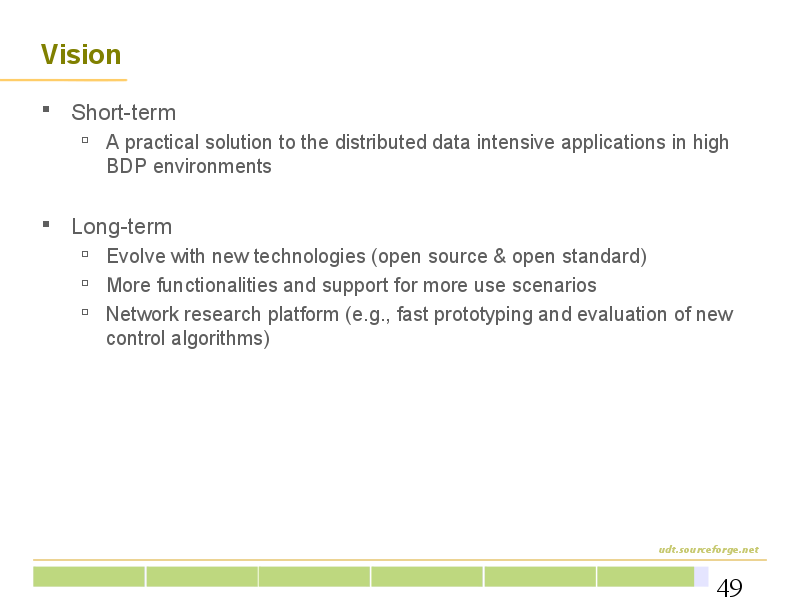 Vision
Short-term
A practical solution to the distributed data intensive applications in high
BDP environments
Long-term
Evolve with new technologies (open source & open standard)
More functionalities and support for more use scenarios
Network research platform (e.g., fast prototyping and evaluation of new
control algorithms)
udt.sourceforge.net
49